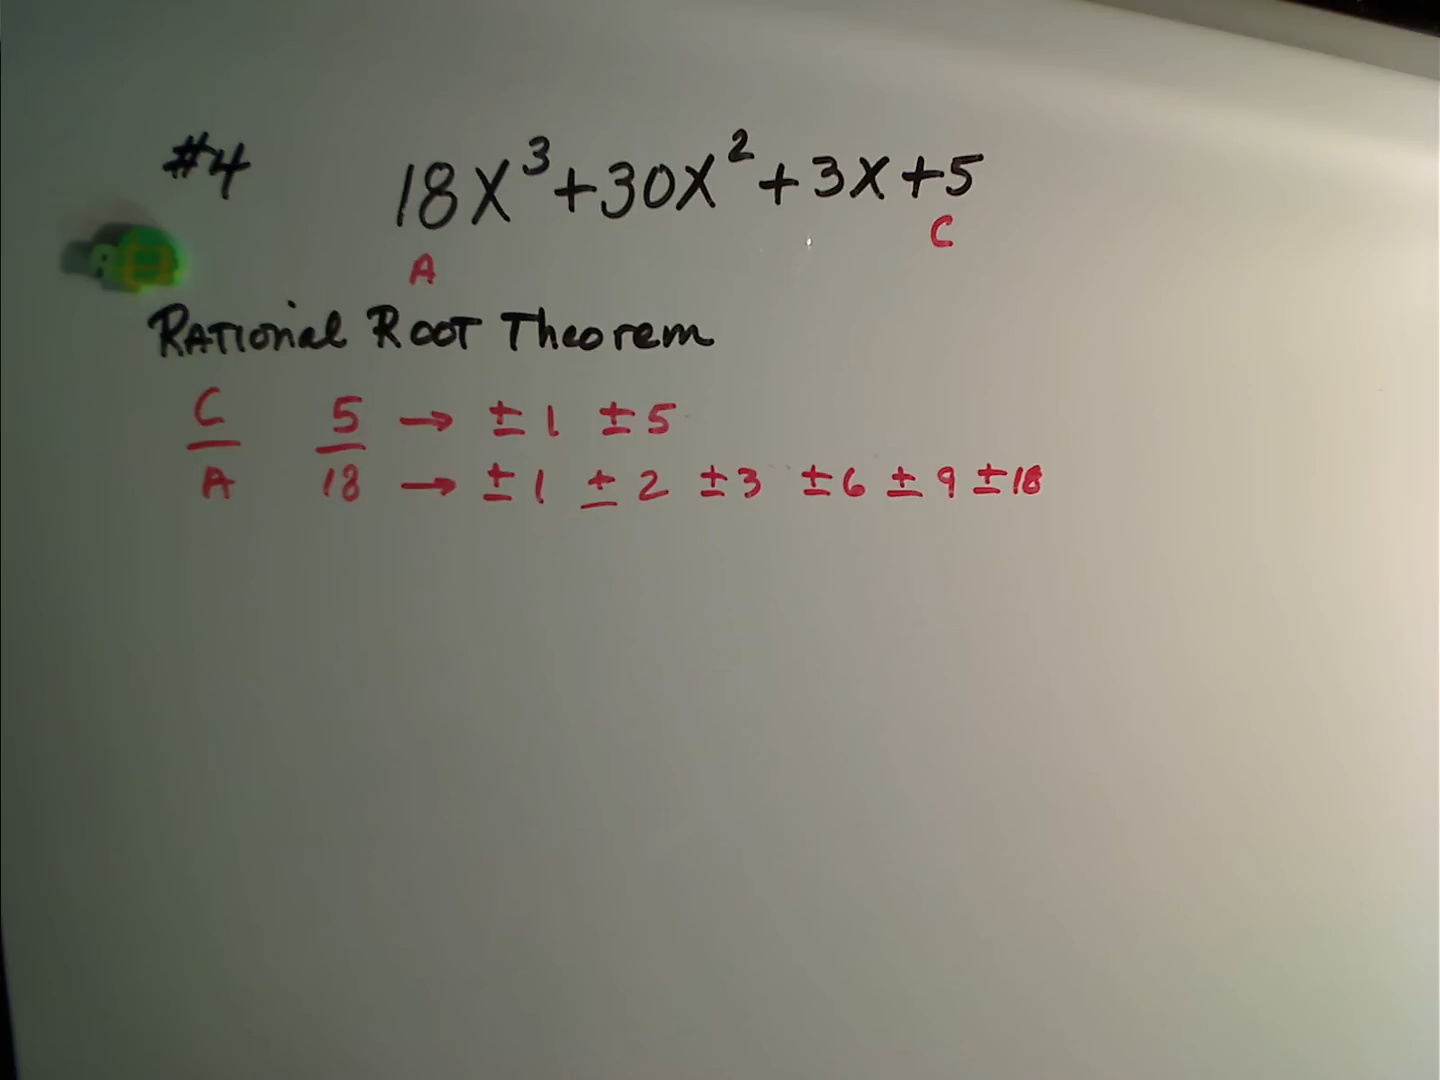 #4 18x³+30x²+3x+5
A C
Rational Root Theorem
C 5 → ±1 ±5
A 18 → ±1 ±2 ±3 ±6 ±9 ±18